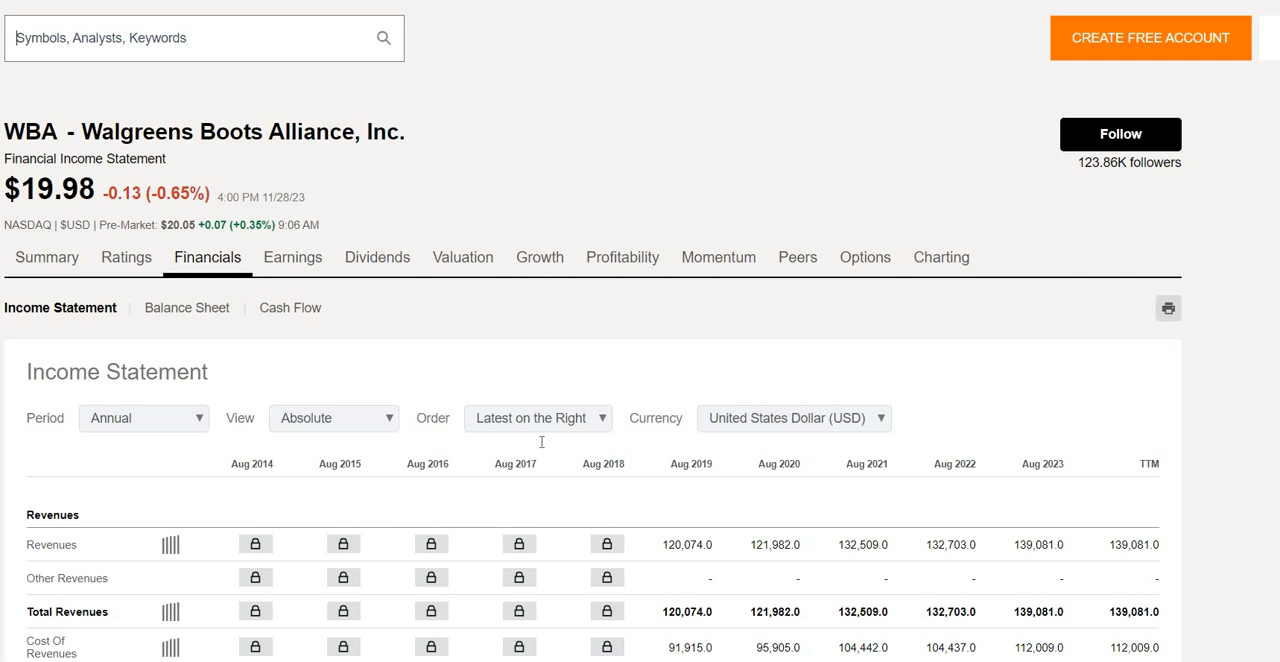 Symbols, Analysts, Keywords
CREATE FREE ACCOUNT
WBA - Walgreens Boots Alliance, Inc.
Follow
Financial Income Statement
123.86K followers
$19.98 -0.13 (-0.65%) 4:00 PM 11/28/23
NASDAQ | $USD | Pre-Market: $20.05 +0.07 (+0.35%) 9:06 AM
Summary Ratings Financials Earnings Dividends Valuation Growth Profitability Momentum Peers Options Charting
Income Statement | Balance Sheet | Cash Flow
Income Statement
Period Annual View Absolute Order Latest on the Right Currency United States Dollar (USD)
Aug 2014 Aug 2015 Aug 2016 Aug 2017 Aug 2018 Aug 2019 Aug 2020 Aug 2021 Aug 2022 Aug 2023 TTM
Revenues
Revenues 120,074.0 121,982.0 132,509.0 132,703.0 139,081.0 139,081.0
Other Revenues - - - - - -
Total Revenues 120,074.0 121,982.0 132,509.0 132,703.0 139,081.0 139,081.0
Cost Of
Revenues 91,915.0 95,905.0 104,442.0 104,437.0 112,009.0 112,009.0